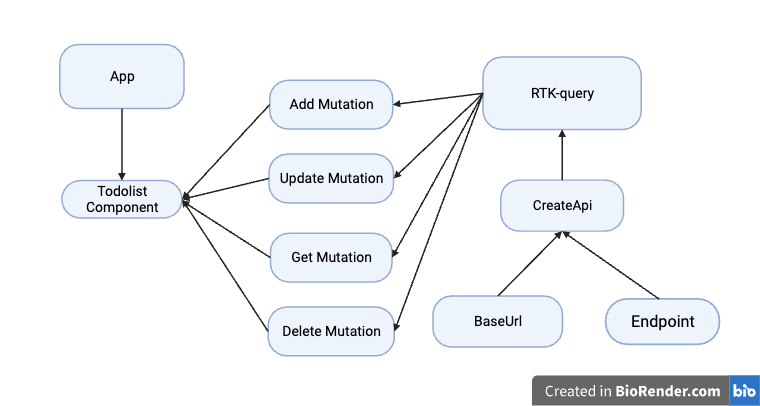 App
Add Mutation
RTK-query
Update Mutation
Todolist
Component
CreateApi
Get Mutation
Delete Mutation
BaseUrl
Endpoint
Created in BioRender.com
bio